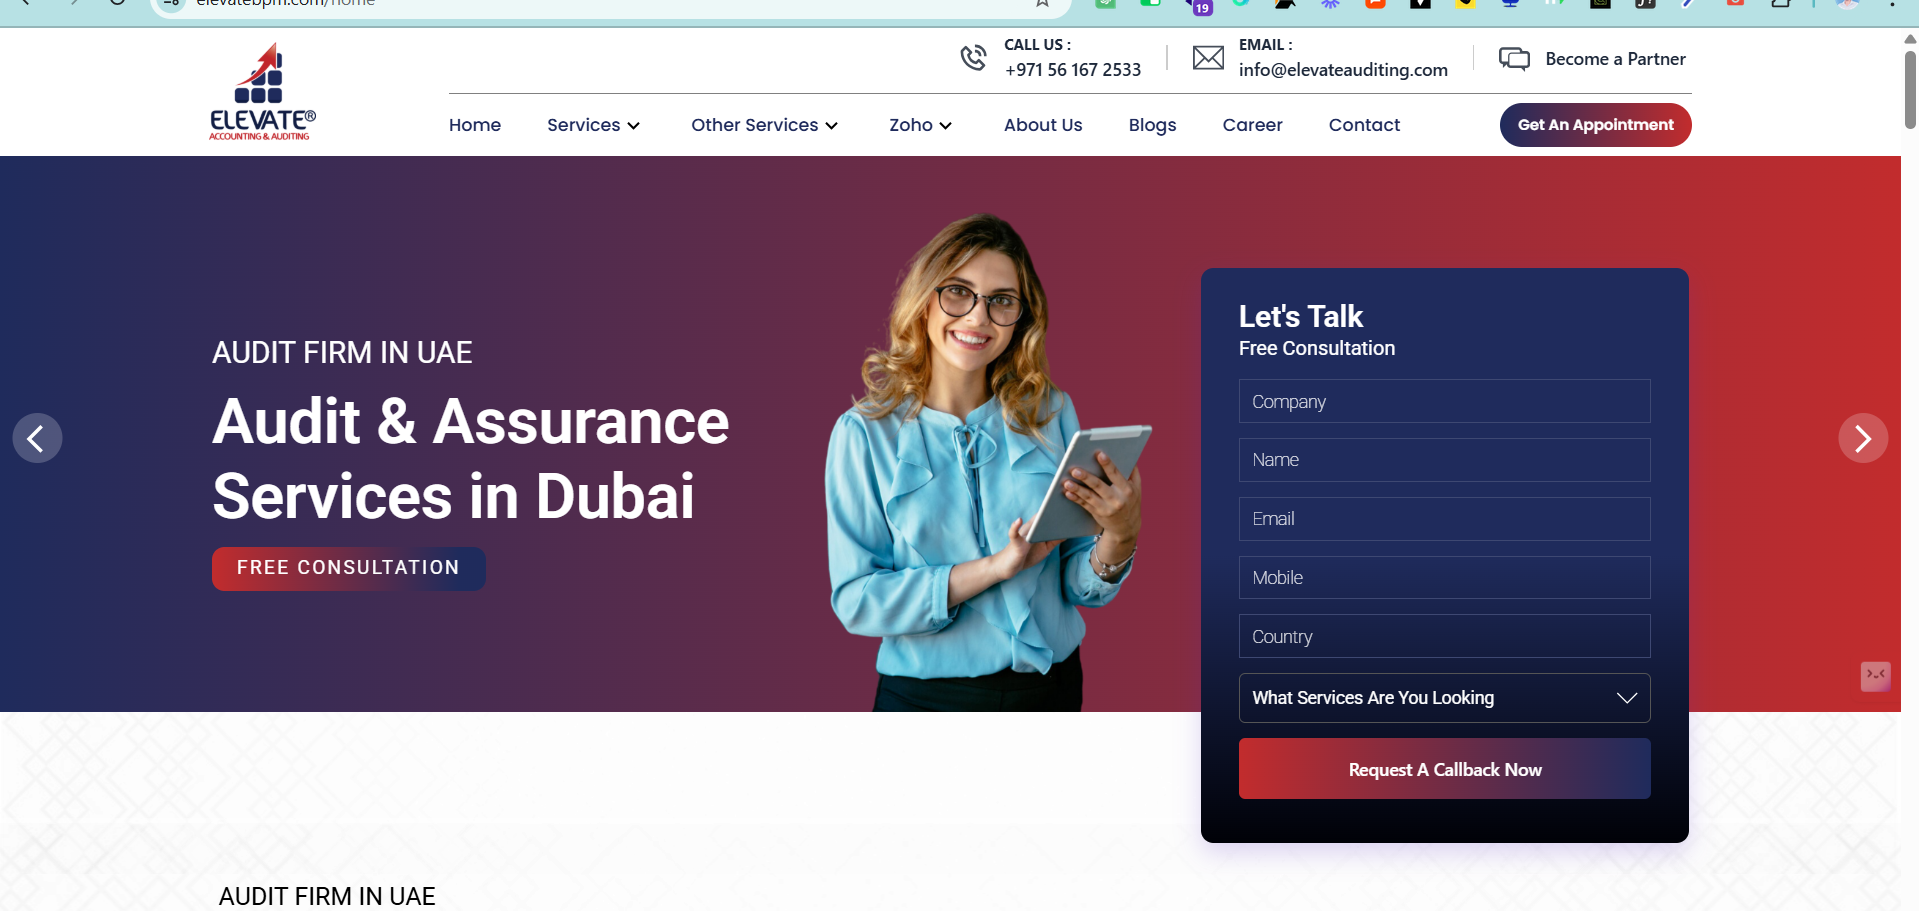 elevatebpm.com/home
19
CALL US :
+971 56 167 2533
EMAIL :
info@elevateauditing.com
Become a Partner
ELEVATE®
ACCOUNTING & AUDITING
Home
Services
Other Services
Zoho
About Us
Blogs
Career
Contact
Get An Appointment
AUDIT FIRM IN UAE
Audit & Assurance
Services in Dubai
FREE CONSULTATION
Let's Talk
Free Consultation
Company
Name
Email
Mobile
Country
What Services Are You Looking
Request A Callback Now
AUDIT FIRM IN UAE